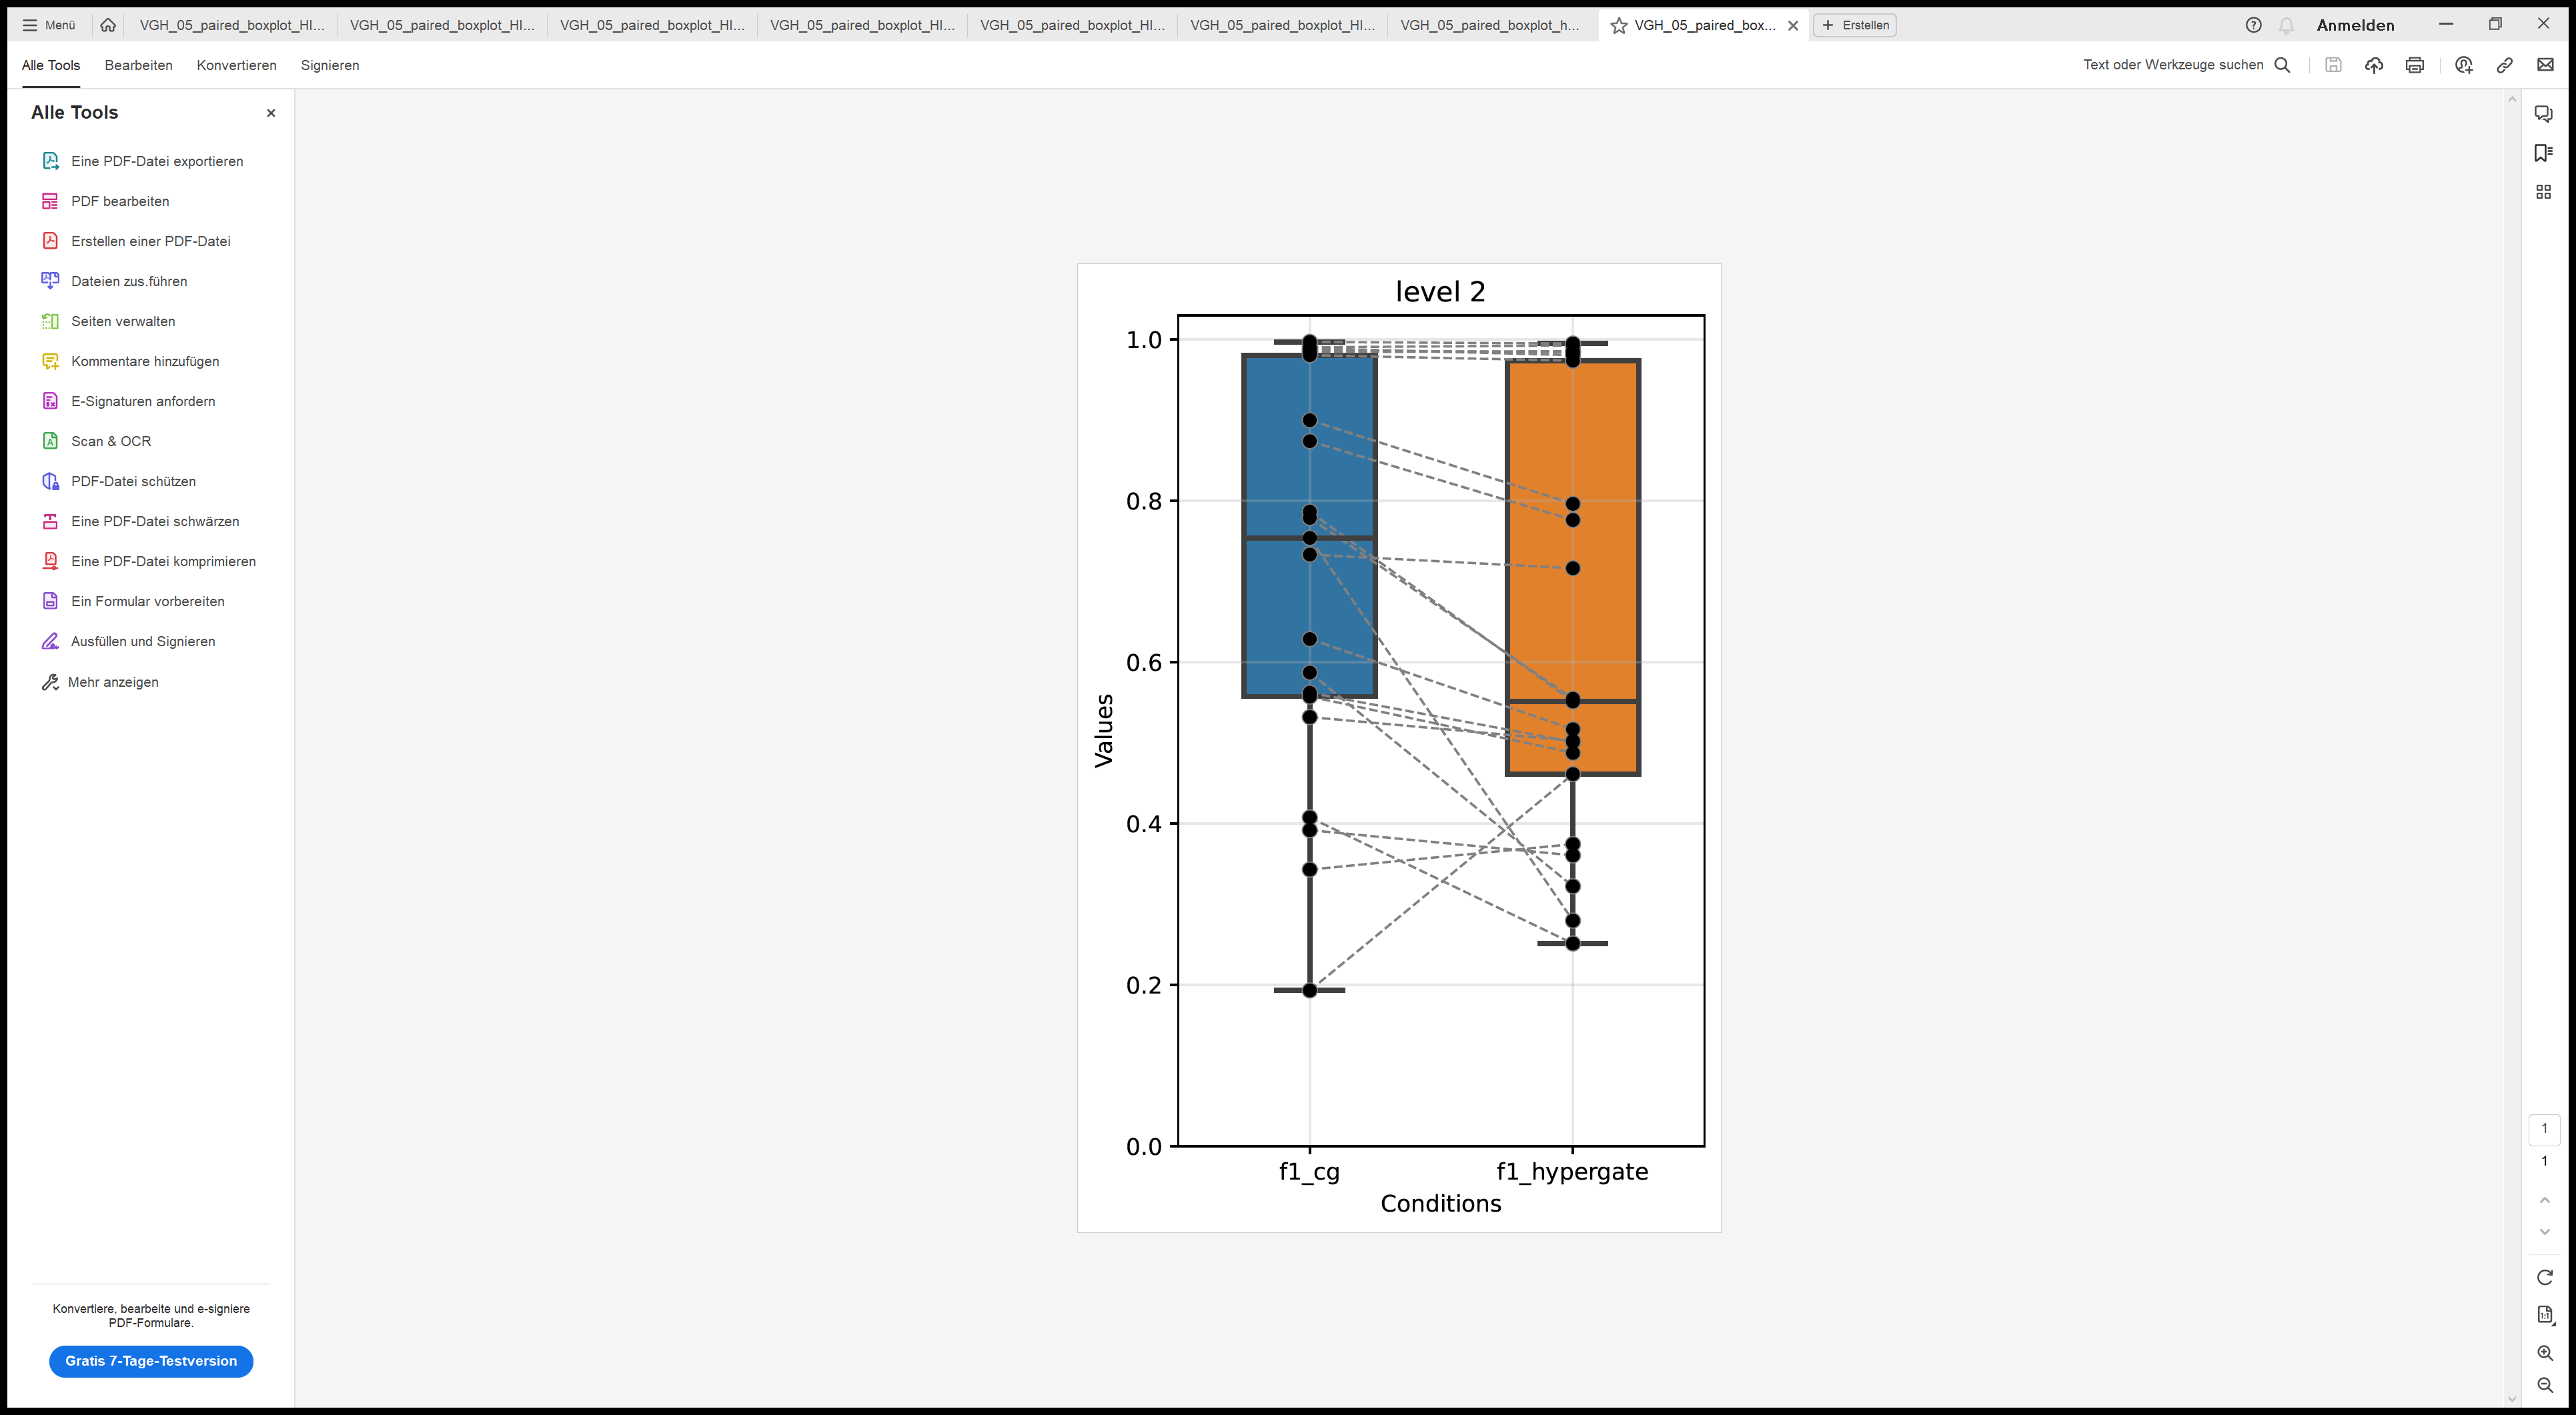 Menü
VGH_05_paired_boxplot_HI...
VGH_05_paired_boxplot_HI...
VGH_05_paired_boxplot_HI...
VGH_05_paired_boxplot_HI...
VGH_05_paired_boxplot_HI...
VGH_05_paired_boxplot_HI...
VGH_05_paired_boxplot_h...
VGH_05_paired_box...
Erstellen
Anmelden
Alle Tools
Bearbeiten
Konvertieren
Signieren
Text oder Werkzeuge suchen
Alle Tools
Eine PDF-Datei exportieren
PDF bearbeiten
Erstellen einer PDF-Datei
Dateien zus.führen
Seiten verwalten
Kommentare hinzufügen
E-Signaturen anfordern
Scan & OCR
PDF-Datei schützen
Eine PDF-Datei schwärzen
Eine PDF-Datei komprimieren
Ein Formular vorbereiten
Ausfüllen und Signieren
Mehr anzeigen
Konvertiere, bearbeite und e-signiere
PDF-Formulare.
Gratis 7-Tage-Testversion
level 2
1.0
0.8
0.6
0.4
0.2
0.0
Values
f1_cg
f1_hypergate
Conditions
1
1